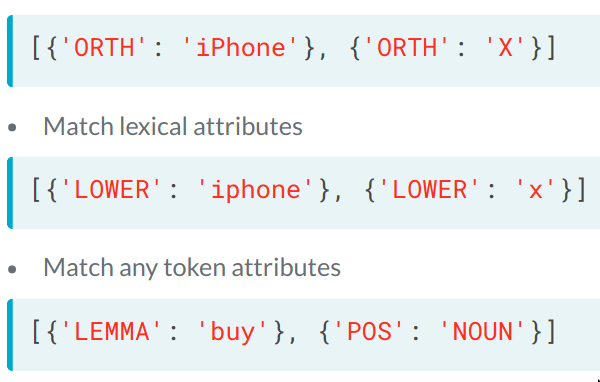 [{'ORTH': 'iPhone'}, {'ORTH': 'X'}]
• Match lexical attributes
[{'LOWER': 'iphone'}, {'LOWER': 'x'}]
• Match any token attributes
[{'LEMMA': 'buy'}, {'POS': 'NOUN'}]